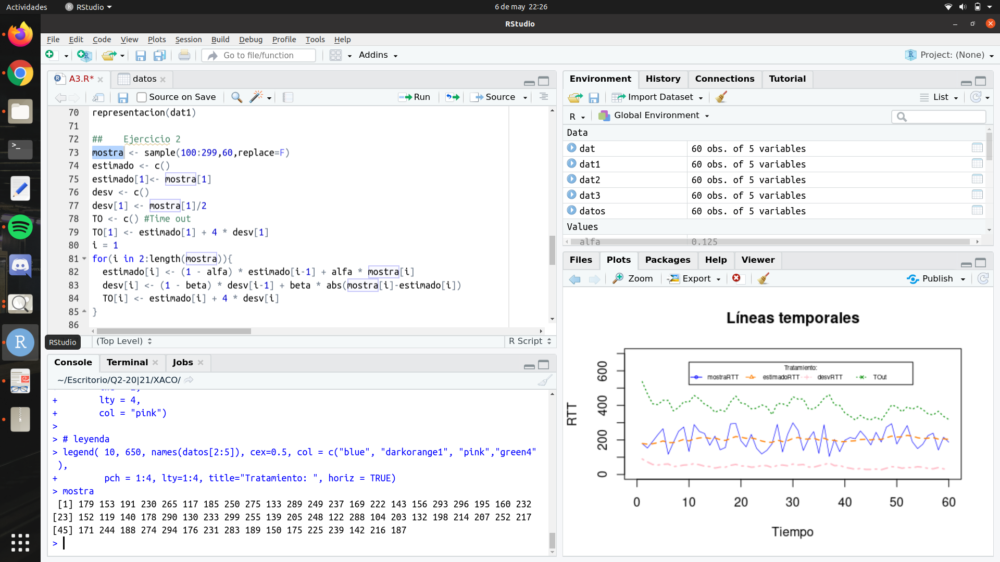 Actividades
RStudio
6 de may 22:26
RStudio
File Edit Code View Plots Session Build Debug Profile Tools Help
Go to file/function
Addins
Project: (None)
A3.R*
datos
Source on Save
Run
Source
70 representacion(dat1)
71
72 ##    Ejercicio 2
73 mostra <- sample(100:299,60,replace=F)
74 estimado <- c()
75 estimado[1]<- mostra[1]
76 desv <- c()
77 desv[1] <- mostra[1]/2
78 TO <- c() #Time out
79 TO[1] <- estimado[1] + 4 * desv[1]
80 i = 1
81 for(i in 2:length(mostra)){
82   estimado[i] <- (1 - alfa) * estimado[i-1] + alfa * mostra[i]
83   desv[i] <- (1 - beta) * desv[i-1] + beta * abs(mostra[i]-estimado[i])
84   TO[i] <- estimado[i] + 4 * desv[i]
85 }
86
RStudio
(Top Level)
R Script
Console Terminal Jobs
~/Escritorio/Q2-20|21/XACO/
+        lty = 4,
+        col = "pink")
>
> # leyenda
> legend( 10, 650, names(datos[2:5]), cex=0.5, col = c("blue", "darkorange1", "pink","green4"
),
+         pch = 1:4, lty=1:4, title="Tratamiento: ", horiz = TRUE)
> mostra
[1] 179 153 191 230 265 117 185 250 275 133 289 249 237 169 222 143 156 293 296 195 160 232
[23] 152 119 140 178 290 130 233 299 255 139 205 248 122 288 104 203 132 198 214 207 252 217
[45] 171 244 188 274 294 176 231 283 189 150 175 225 239 142 216 187
>
Environment History Connections Tutorial
Import Dataset
List
R
Global Environment
Data
dat 60 obs. of 5 variables
dat1 60 obs. of 5 variables
dat2 60 obs. of 5 variables
dat3 60 obs. of 5 variables
datos 60 obs. of 5 variables
Values
alfa 0.125
Files Plots Packages Help Viewer
Zoom
Export
Publish
Líneas temporales
Tratamiento:
mostraRTT estimadoRTT desvRTT TOut
RTT
600
400
200
0
0 10 20 30 40 50 60
Tiempo